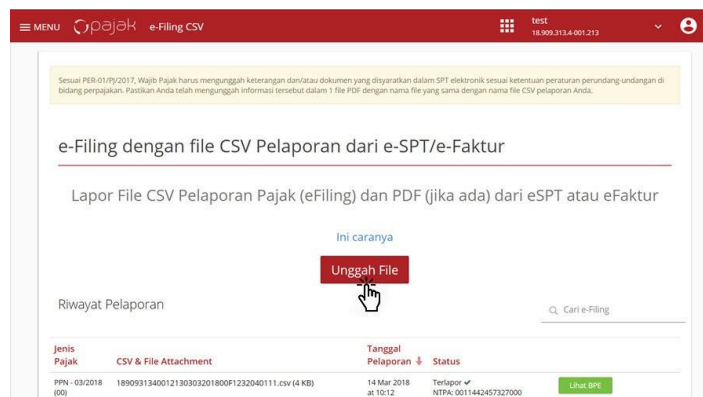 MENU Opajak e-Filing CSV
test
18.909.313.4-001.213
Sesuai PER-01/PJ/2017, Wajib Pajak harus mengunggah keterangan dan/atau dokumen yang disyaratkan dalam SPT elektronik sesuai ketentuan peraturan perundang-undangan di
bidang perpajakan. Pastikan Anda telah mengunggah informasi tersebut dalam 1 file PDF dengan nama file yang sama dengan nama file CSV pelaporan Anda.
e-Filing dengan file CSV Pelaporan dari e-SPT/e-Faktur
Lapor File CSV Pelaporan Pajak (eFiling) dan PDF (jika ada) dari eSPT atau eFaktur
Ini caranya
Unggah File
Riwayat Pelaporan
Cari e-Filing
Jenis
Pajak
CSV & File Attachment
Tanggal
Pelaporan
Status
PPN - 03/2018
(00)
189093134001213030320180​0F1232040111.csv (4 KB)
14 Mar 2018
at 10:12
Terlapor
NTPA: 0011442457327000
Lihat BPE